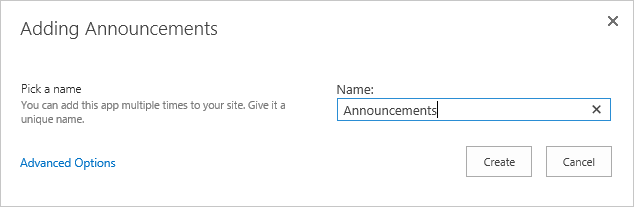 Adding Announcements
Pick a name
You can add this app multiple times to your site. Give it a
unique name.
Name:
Announcements
Advanced Options
Create
Cancel